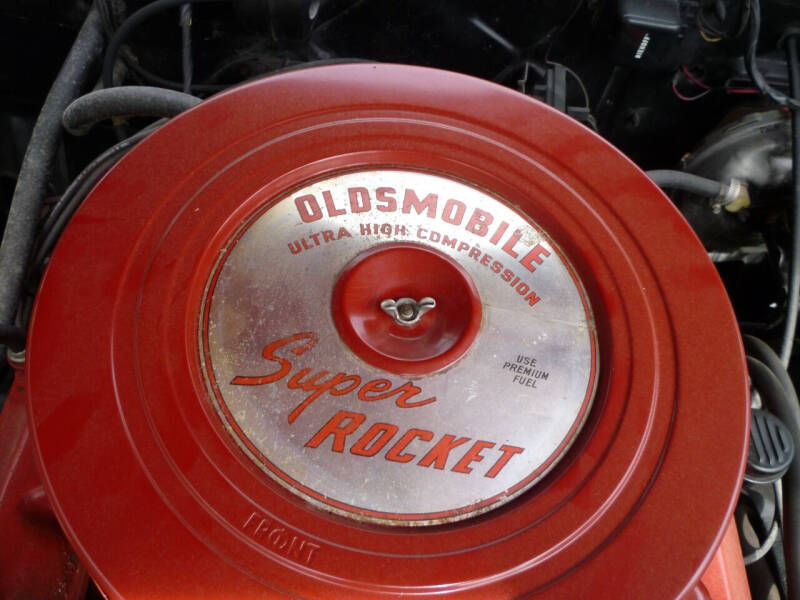 OLDSMOBILE
ULTRA HIGH COMPRESSION
USE
PREMIUM
FUEL
Super
ROCKET
FRONT